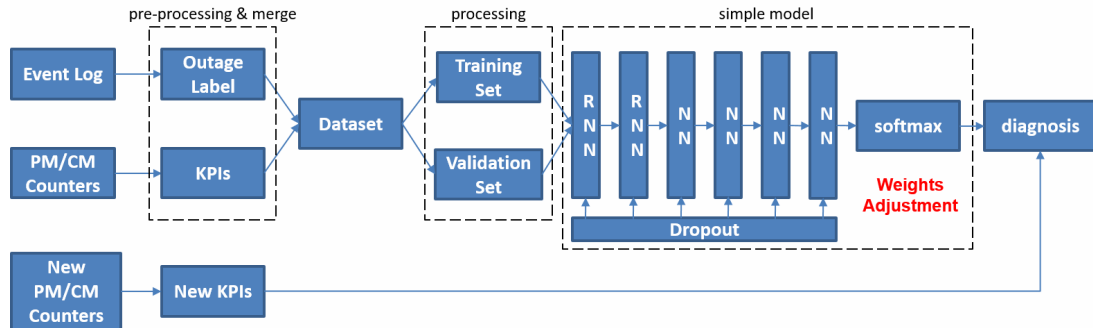 pre-processing & merge
processing
simple model
Event Log
Outage
Label
Training
Set
R
N
N
R
N
N
N
N
N
N
N
N
N
N
Dataset
softmax
diagnosis
PM/CM
Counters
KPIs
Validation
Set
Weights
Adjustment
Dropout
New
PM/CM
Counters
New KPIs